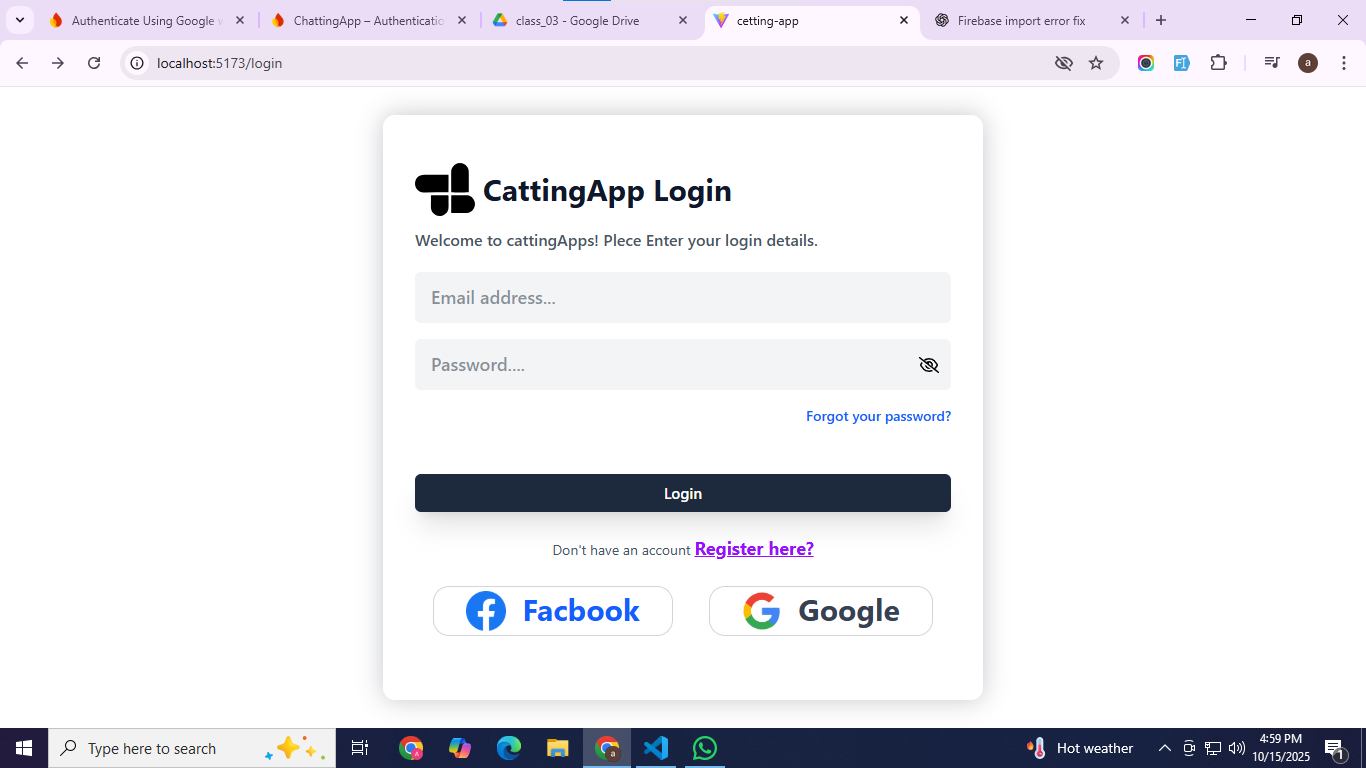 Authenticate Using Google w
ChattingApp – Authenticatio
class_03 - Google Drive
cetting-app
Firebase import error fix
localhost:5173/login
a
CattingApp Login
Welcome to cattingApps! Plece Enter your login details.
Email address...
Password....
Forgot your password?
Login
Don't have an account Register here?
Facbook
Google
Type here to search
Hot weather
4:59 PM
10/15/2025
1